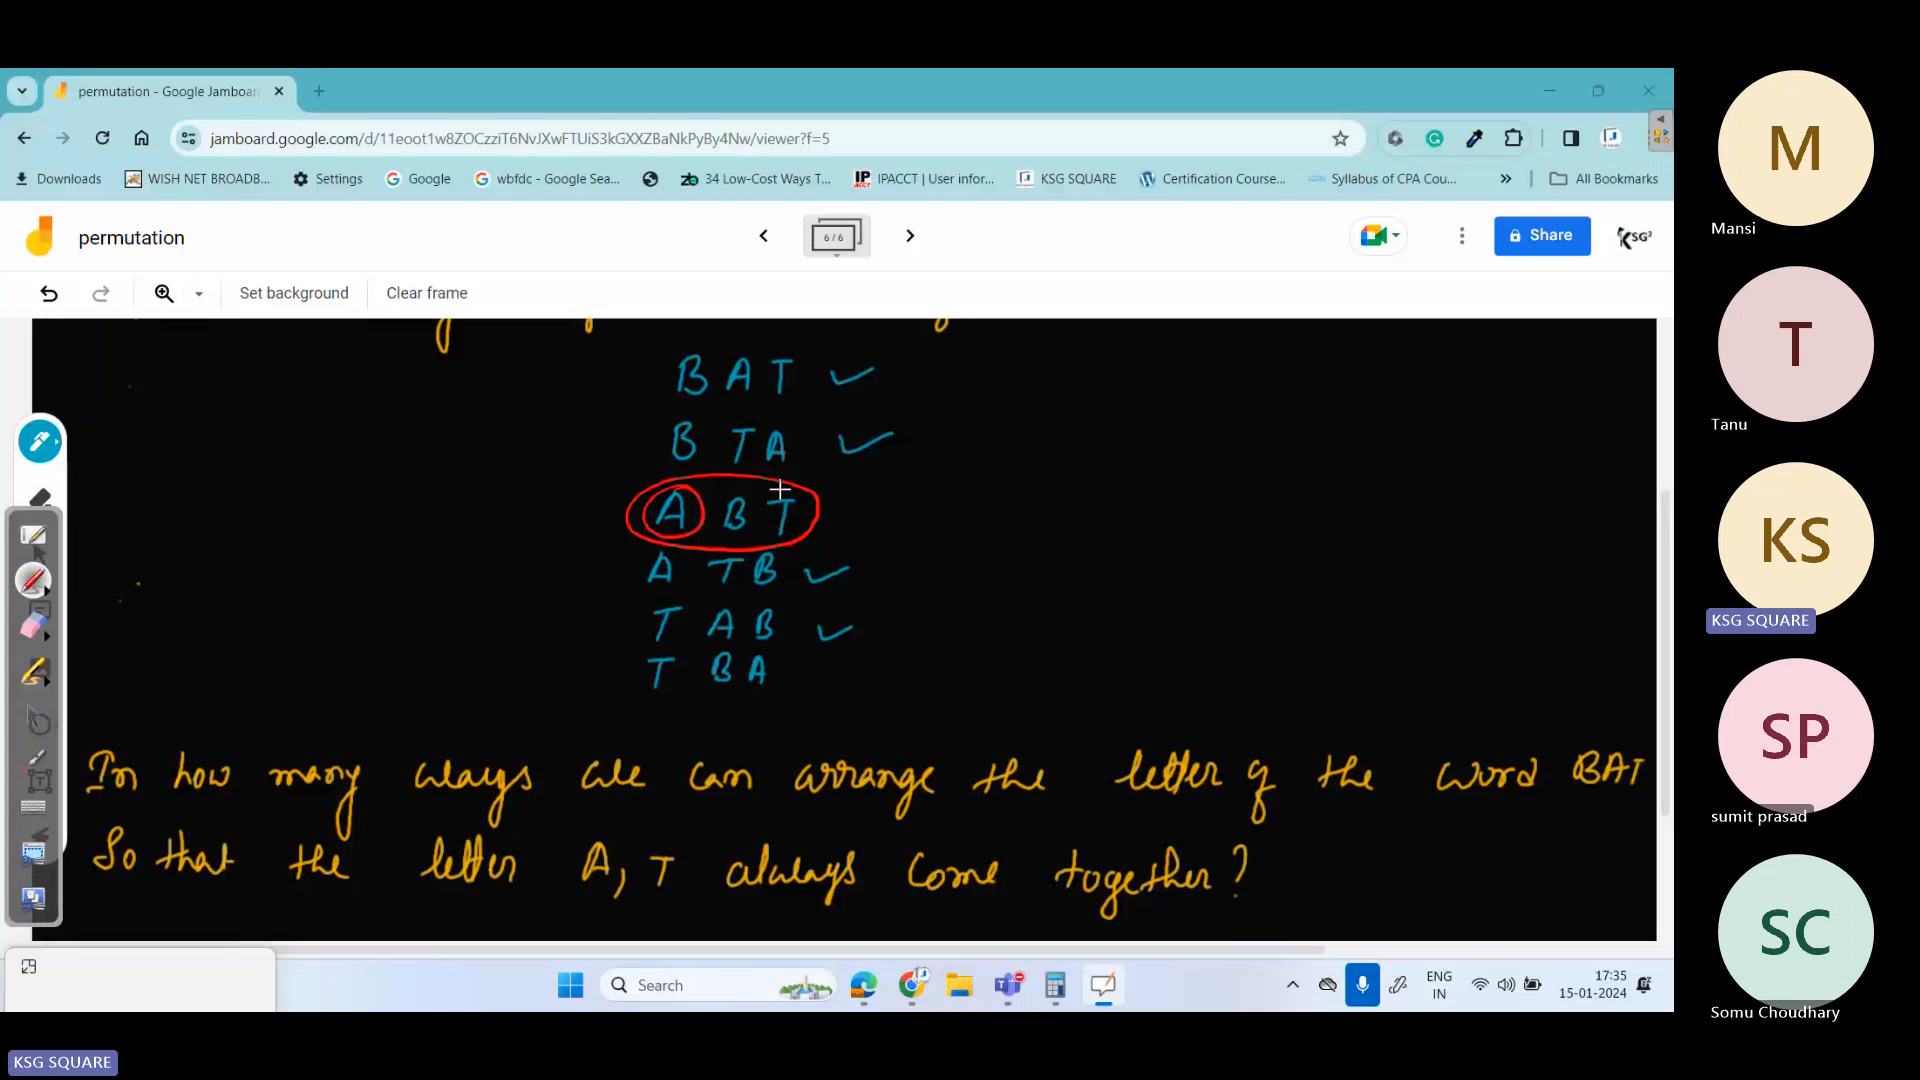 permutation - Google Jamboar
jamboard.google.com/d/11eoot1w8ZOCzziT6NvJXwFTUiS3kGXXZBaNkPyBy4Nw/viewer?f=5
Downloads WISH NET BROADB... Settings Google wbfdc - Google Sea... 34 Low-Cost Ways T... IPACCT | User infor... KSG SQUARE Certification Course... Syllabus of CPA Cou... » All Bookmarks
permutation
6 / 6
Share
KSG²
Set background
Clear frame
B A T ✓
B T A ✓
A B T
A T B ✓
T A B ✓
T B A
In how many ways we can arrange the letter of the word BAT
So that the letter A, T always come together?
Search
ENG
IN
17:35
15-01-2024
M
Mansi
T
Tanu
KS
KSG SQUARE
SP
sumit prasad
SC
Somu Choudhary
KSG SQUARE